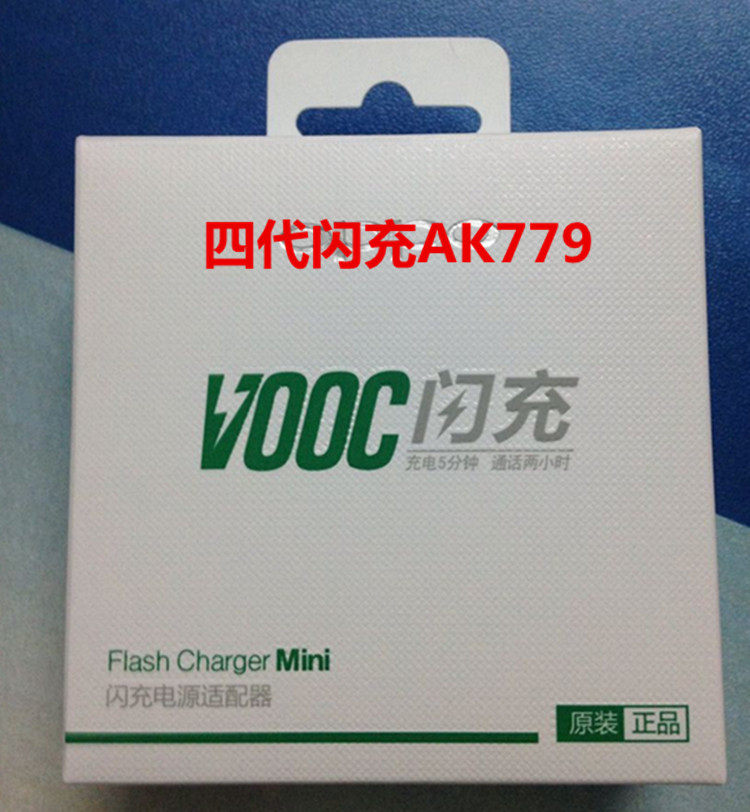 四代闪充AK779
VOOC闪充
充电5分钟 通话两小时
Flash Charger Mini
闪充电源适配器
原装 正品